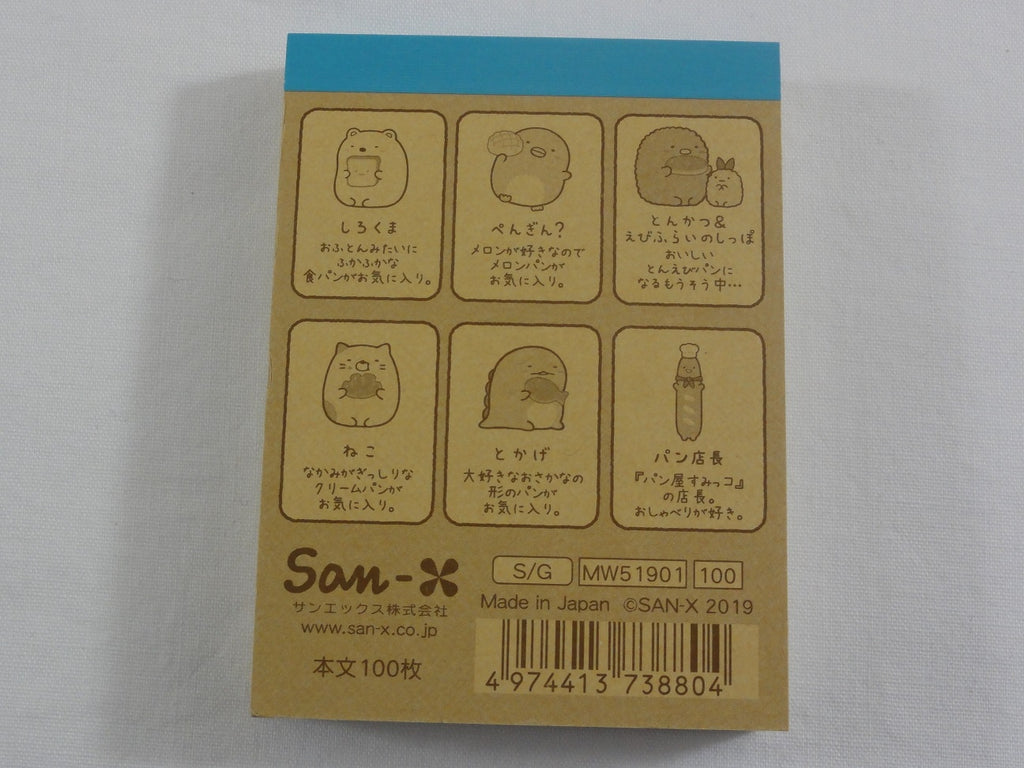 しろくま
おふとんみたいに
ふかふかな
食パンがお気に入り。
ぺんぎん?
メロンが好きなので
メロンパンが
お気に入り。
とんかつ&
えびふらいのしっぽ
おいしい
とんえびパンに
なるもうそう中…
ねこ
なかみがぎっしりな
クリームパンが
お気に入り。
とかげ
大好きなおさかなの
形のパンが
お気に入り。
パン店長
『パン屋すみっコ』
の店長。
おしゃべりが好き。
San-X
サンエックス株式会社
www.san-x.co.jp
本文100枚
S/G MW51901 100
Made in Japan ©SAN-X 2019
4 974413 738804